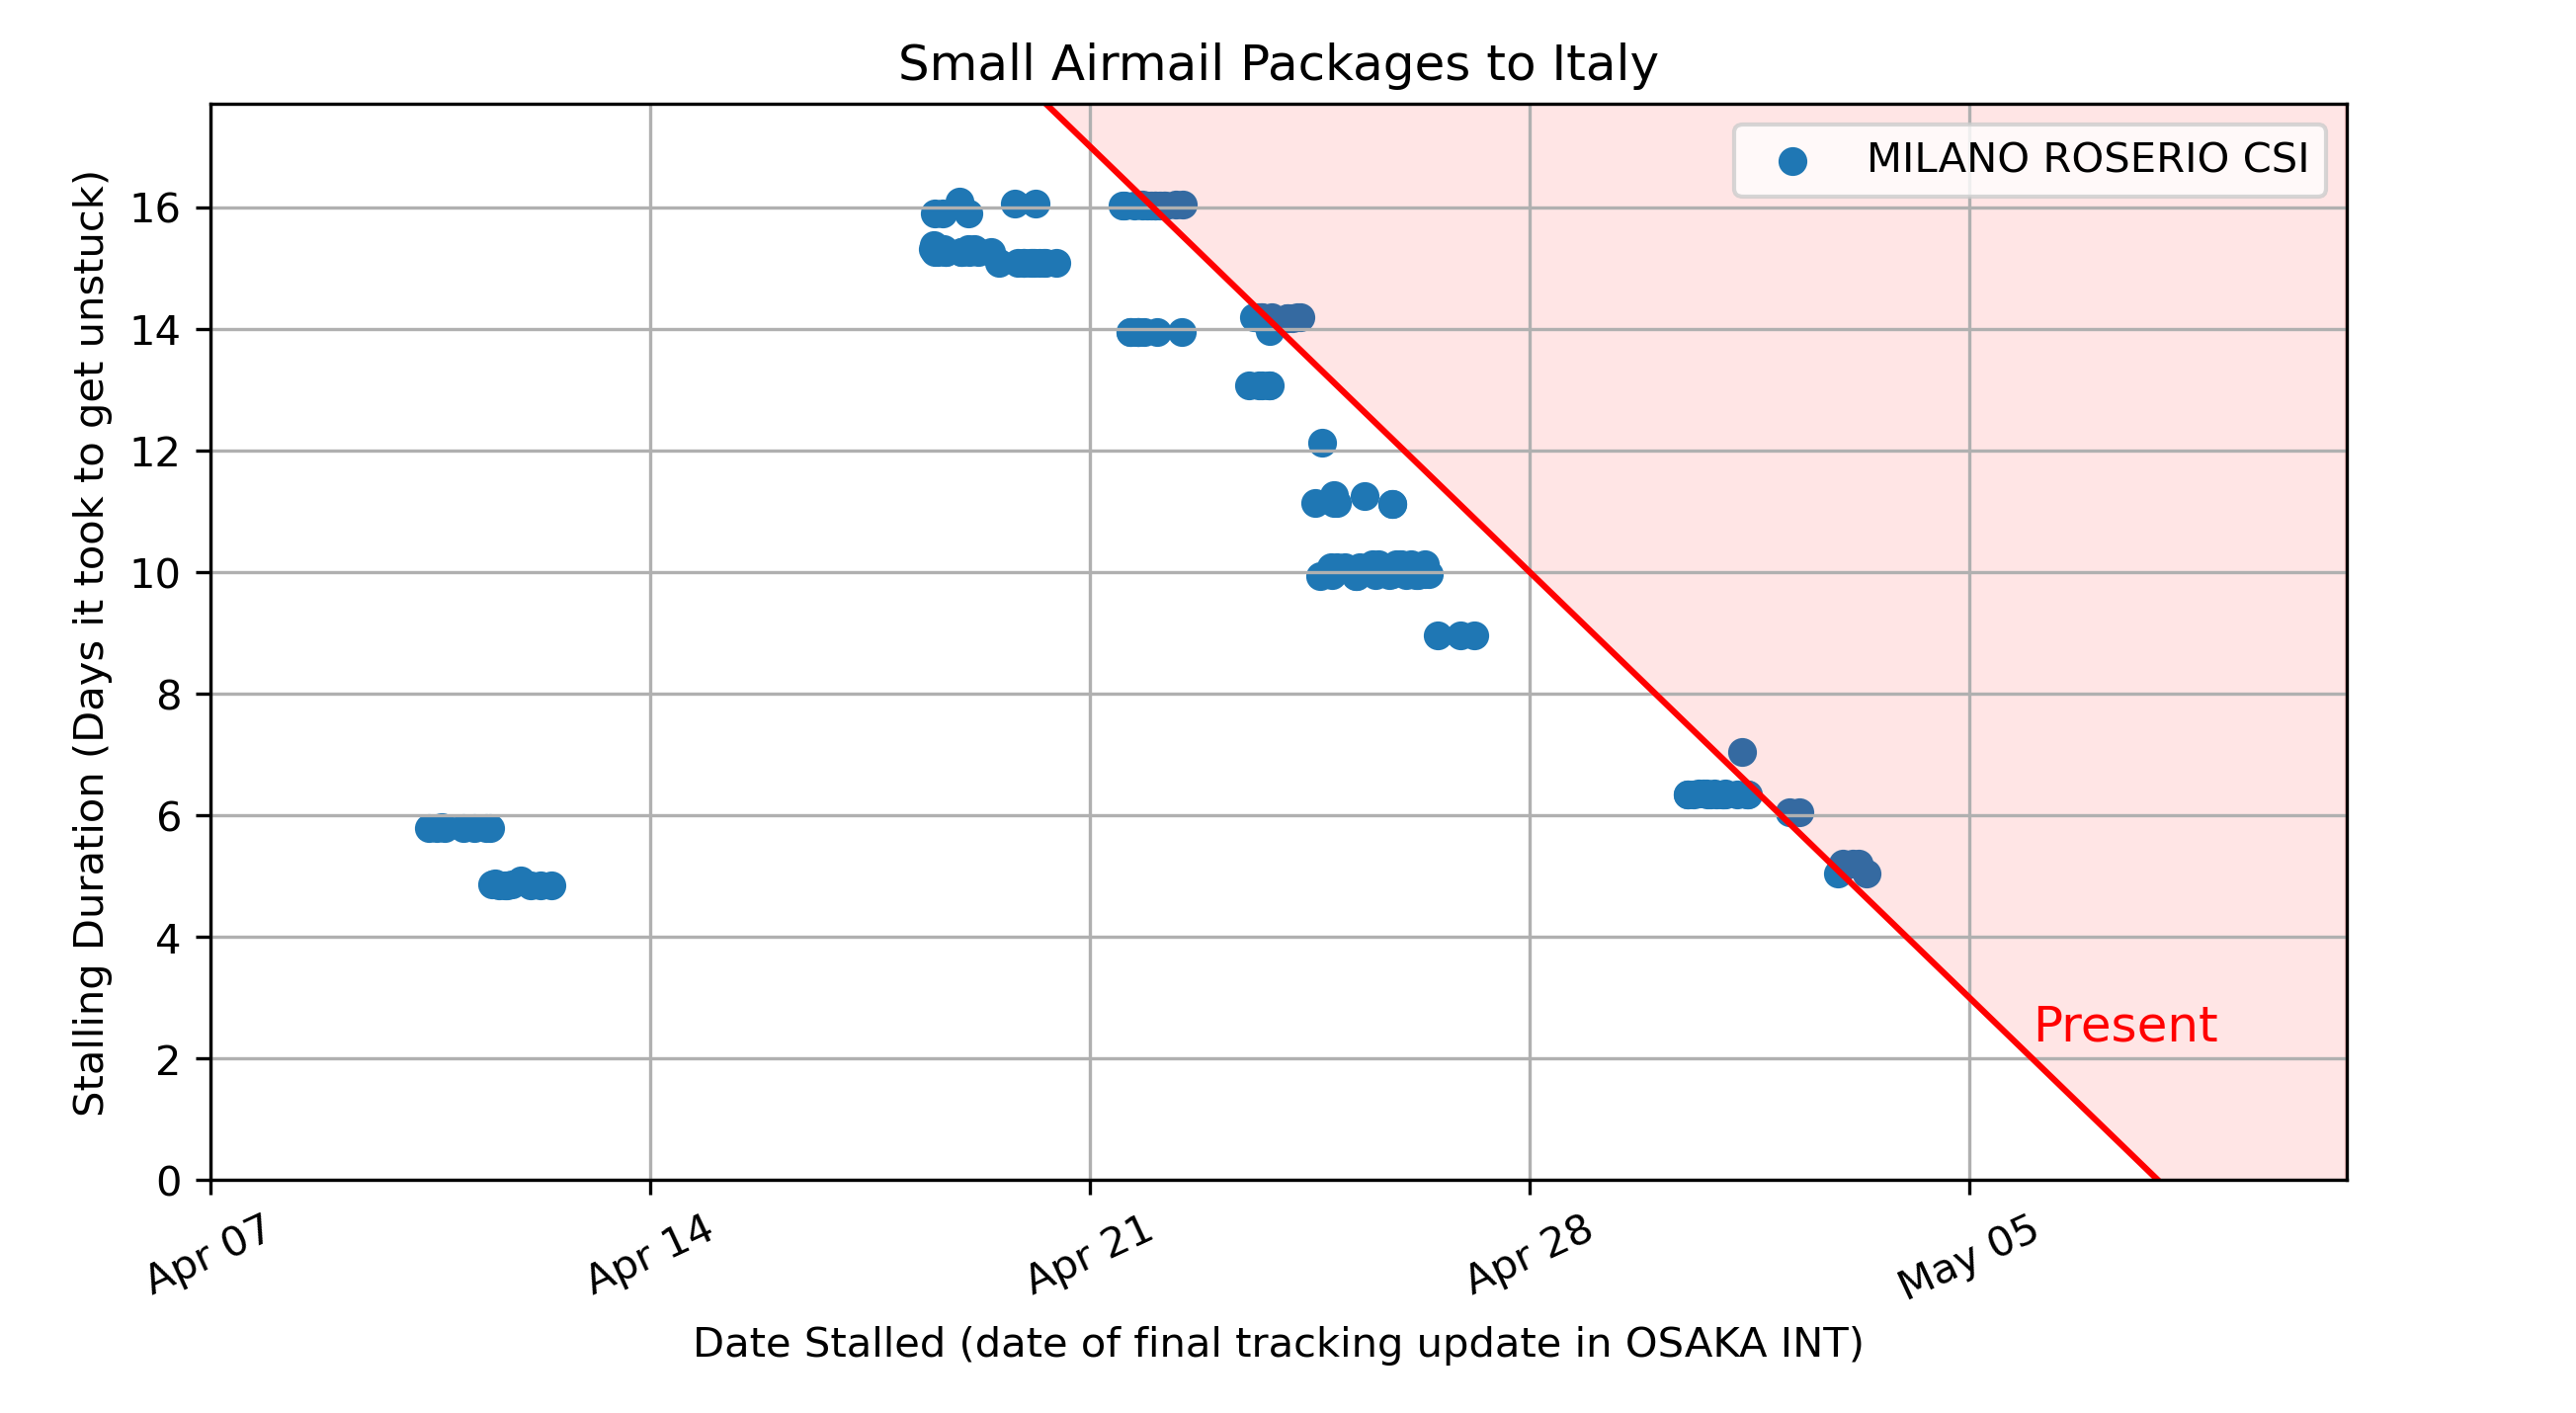 Small Airmail Packages to Italy
MILANO ROSERIO CSI
Stalling Duration (Days it took to get unstuck)
16
14
12
10
8
6
4
2
0
Present
Apr 07
Apr 14
Apr 21
Apr 28
May 05
Date Stalled (date of final tracking update in OSAKA INT)